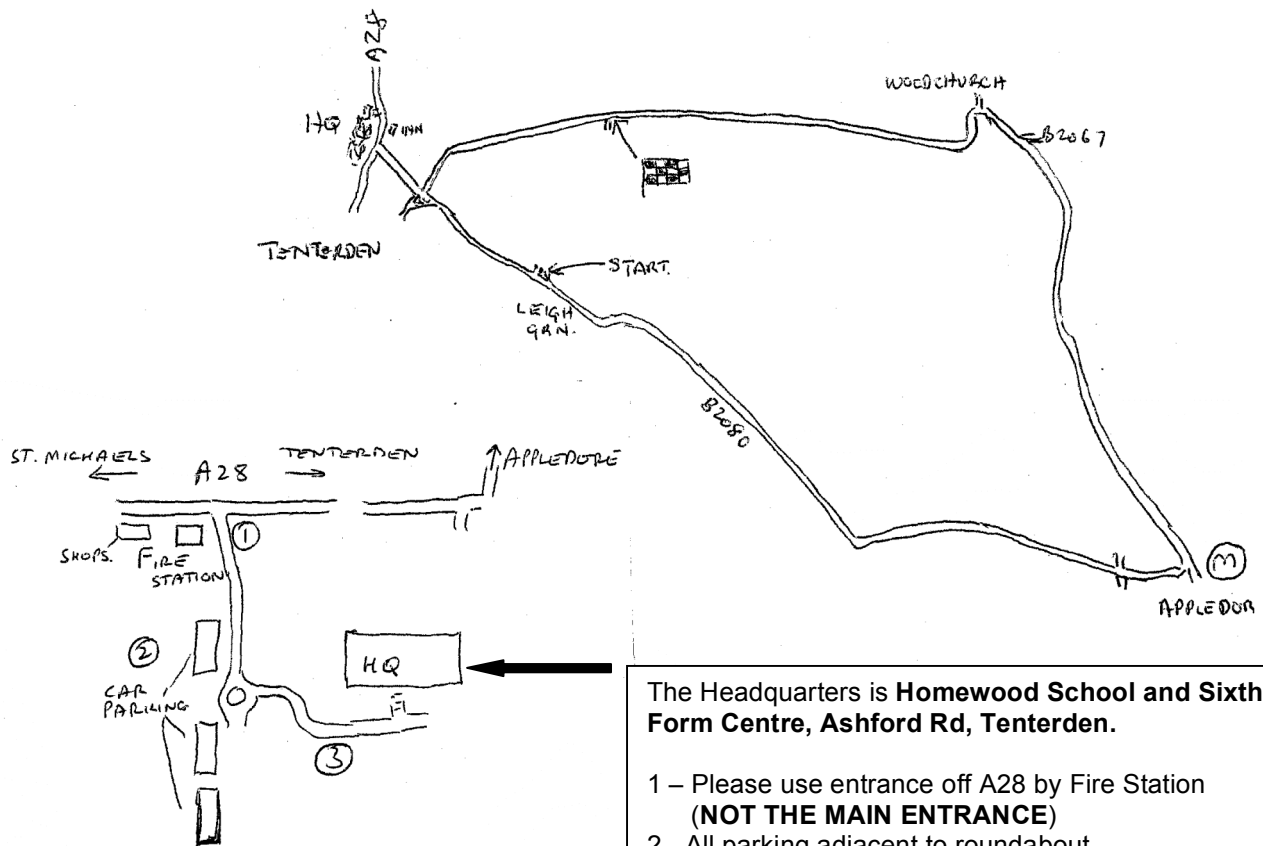 A28
WOODCHURCH
HQ
INN
B2067
TENTERDEN
START.
LEIGH
GRN.
B2080
ST. MICHAELS
A28
TENTERDEN
APPLEDORE
1
SHOPS.
FIRE
STATION
M
APPLEDOR
2
HQ
CAR
PARKING
3
The Headquarters is Homewood School and Sixth
Form Centre, Ashford Rd, Tenterden.
1 – Please use entrance off A28 by Fire Station
(NOT THE MAIN ENTRANCE)
2 All parking adjacent to roundabout